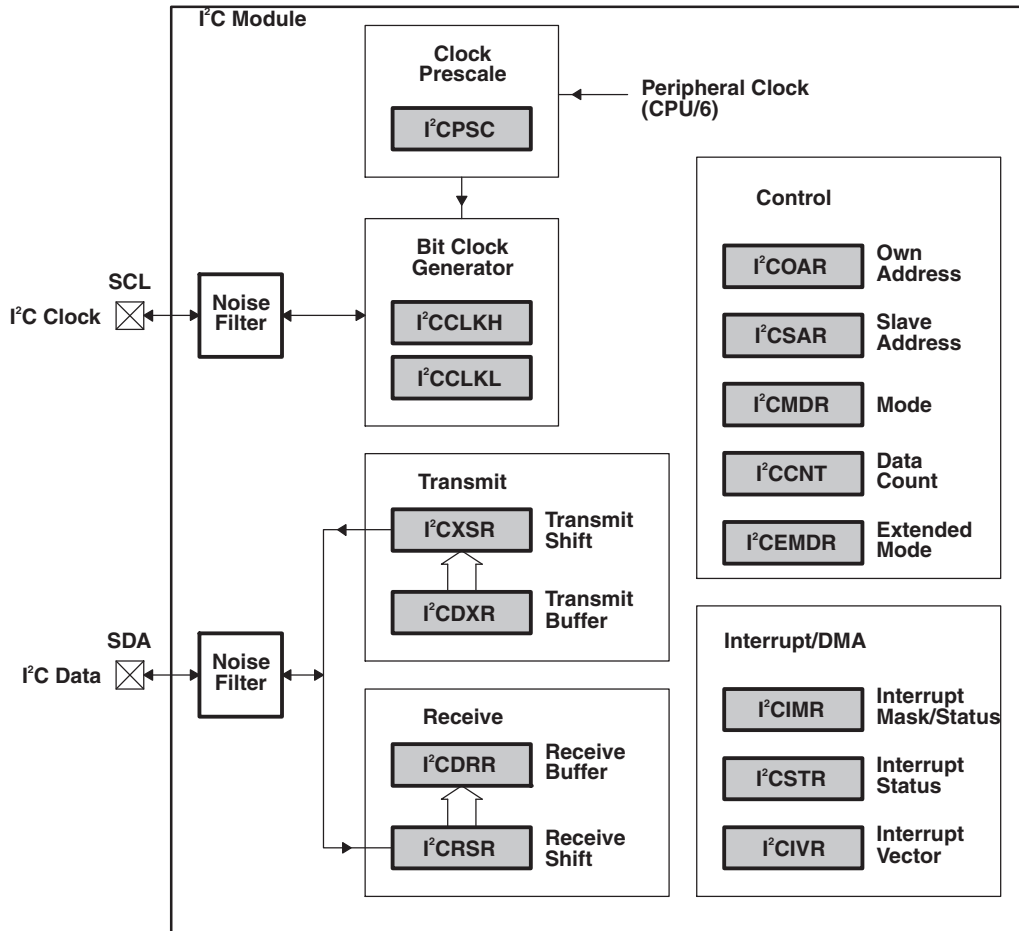 I²C Module
Clock
Prescale
I²CPSC
Peripheral Clock
(CPU/6)
Bit Clock
Generator
I²CCLKH
I²CCLKL
SCL
I²C Clock
Noise
Filter
Control
I²COAR
Own
Address
I²CSAR
Slave
Address
I²CMDR
Mode
I²CCNT
Data
Count
I²CEMDR
Extended
Mode
Transmit
I²CXSR
Transmit
Shift
I²CDXR
Transmit
Buffer
SDA
I²C Data
Noise
Filter
Receive
I²CDRR
Receive
Buffer
I²CRSR
Receive
Shift
Interrupt/DMA
I²CIMR
Interrupt
Mask/Status
I²CSTR
Interrupt
Status
I²CIVR
Interrupt
Vector